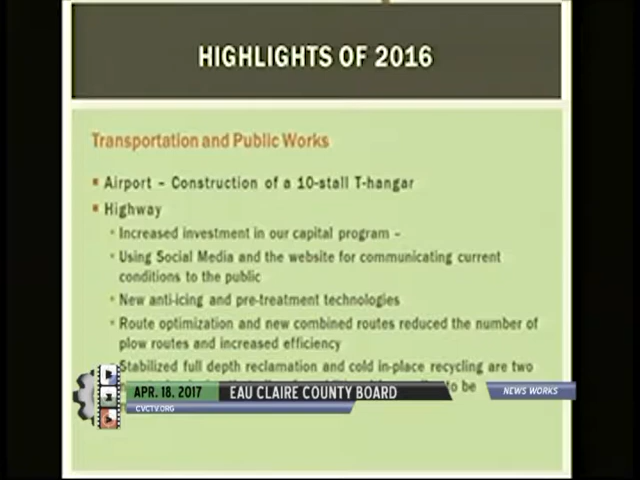 HIGHLIGHTS OF 2016
Transportation and Public Works
Airport – Construction of a 10-stall T-hangar
Highway
Increased investment in our capital program –
Using Social Media and the website for communicating current
conditions to the public
New anti-icing and pre-treatment technologies
Route optimization and new combined routes reduced the number of
plow routes and increased efficiency
Stabilized full depth reclamation and cold in-place recycling are two
to be
APR. 18, 2017 EAU CLAIRE COUNTY BOARD NEWS WORKS
CVCTV.ORG